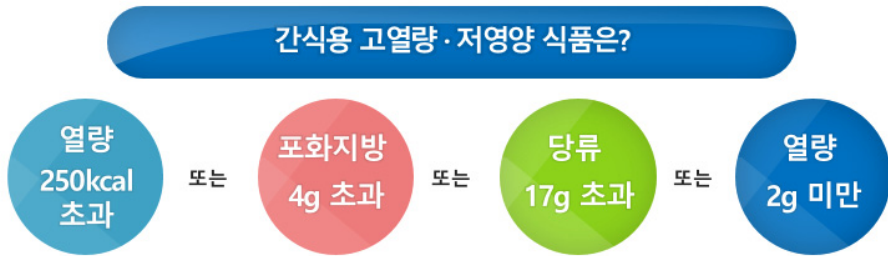 간식용 고열량 · 저영양 식품은?
열량
250kcal
초과
또는
포화지방
4g 초과
또는
당류
17g 초과
또는
열량
2g 미만